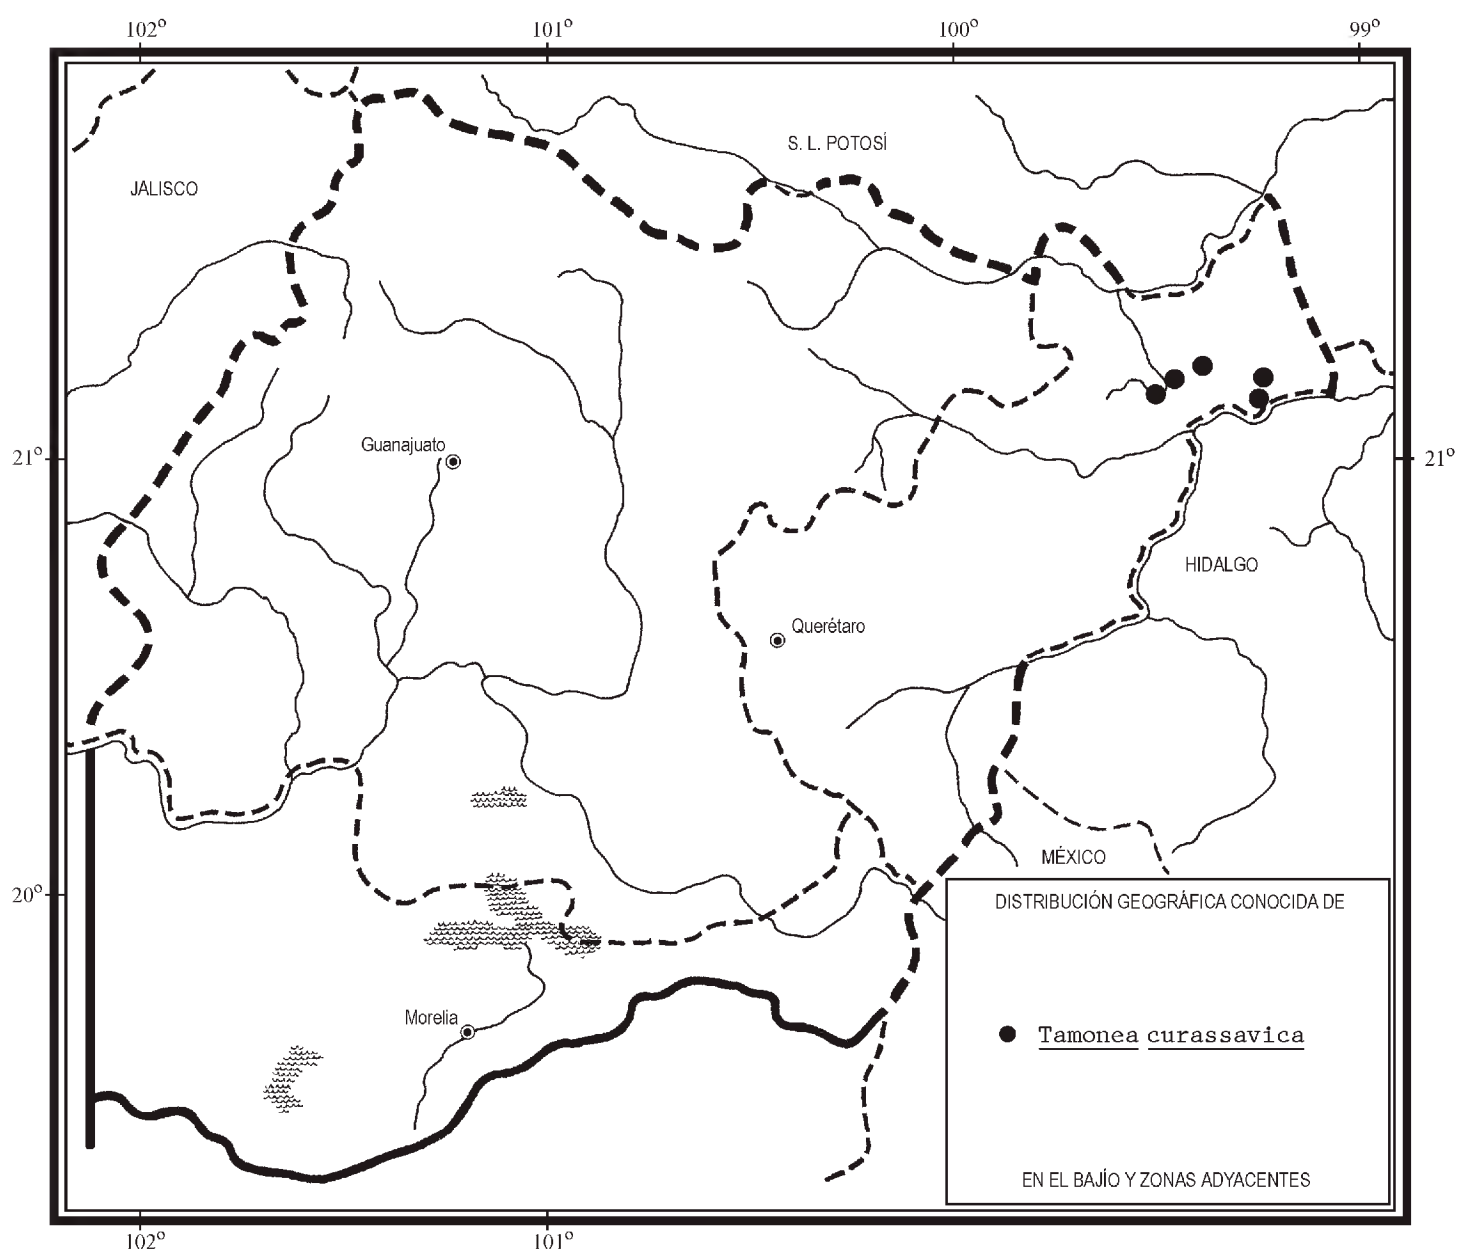 102° 101° 100° 99°
S. L. POTOSÍ
JALISCO
Guanajuato
21° 21°
HIDALGO
Querétaro
MÉXICO
20°
DISTRIBUCIÓN GEOGRÁFICA CONOCIDA DE
Morelia
Tamonea curassavica
EN EL BAJÍO Y ZONAS ADYACENTES
102° 101°